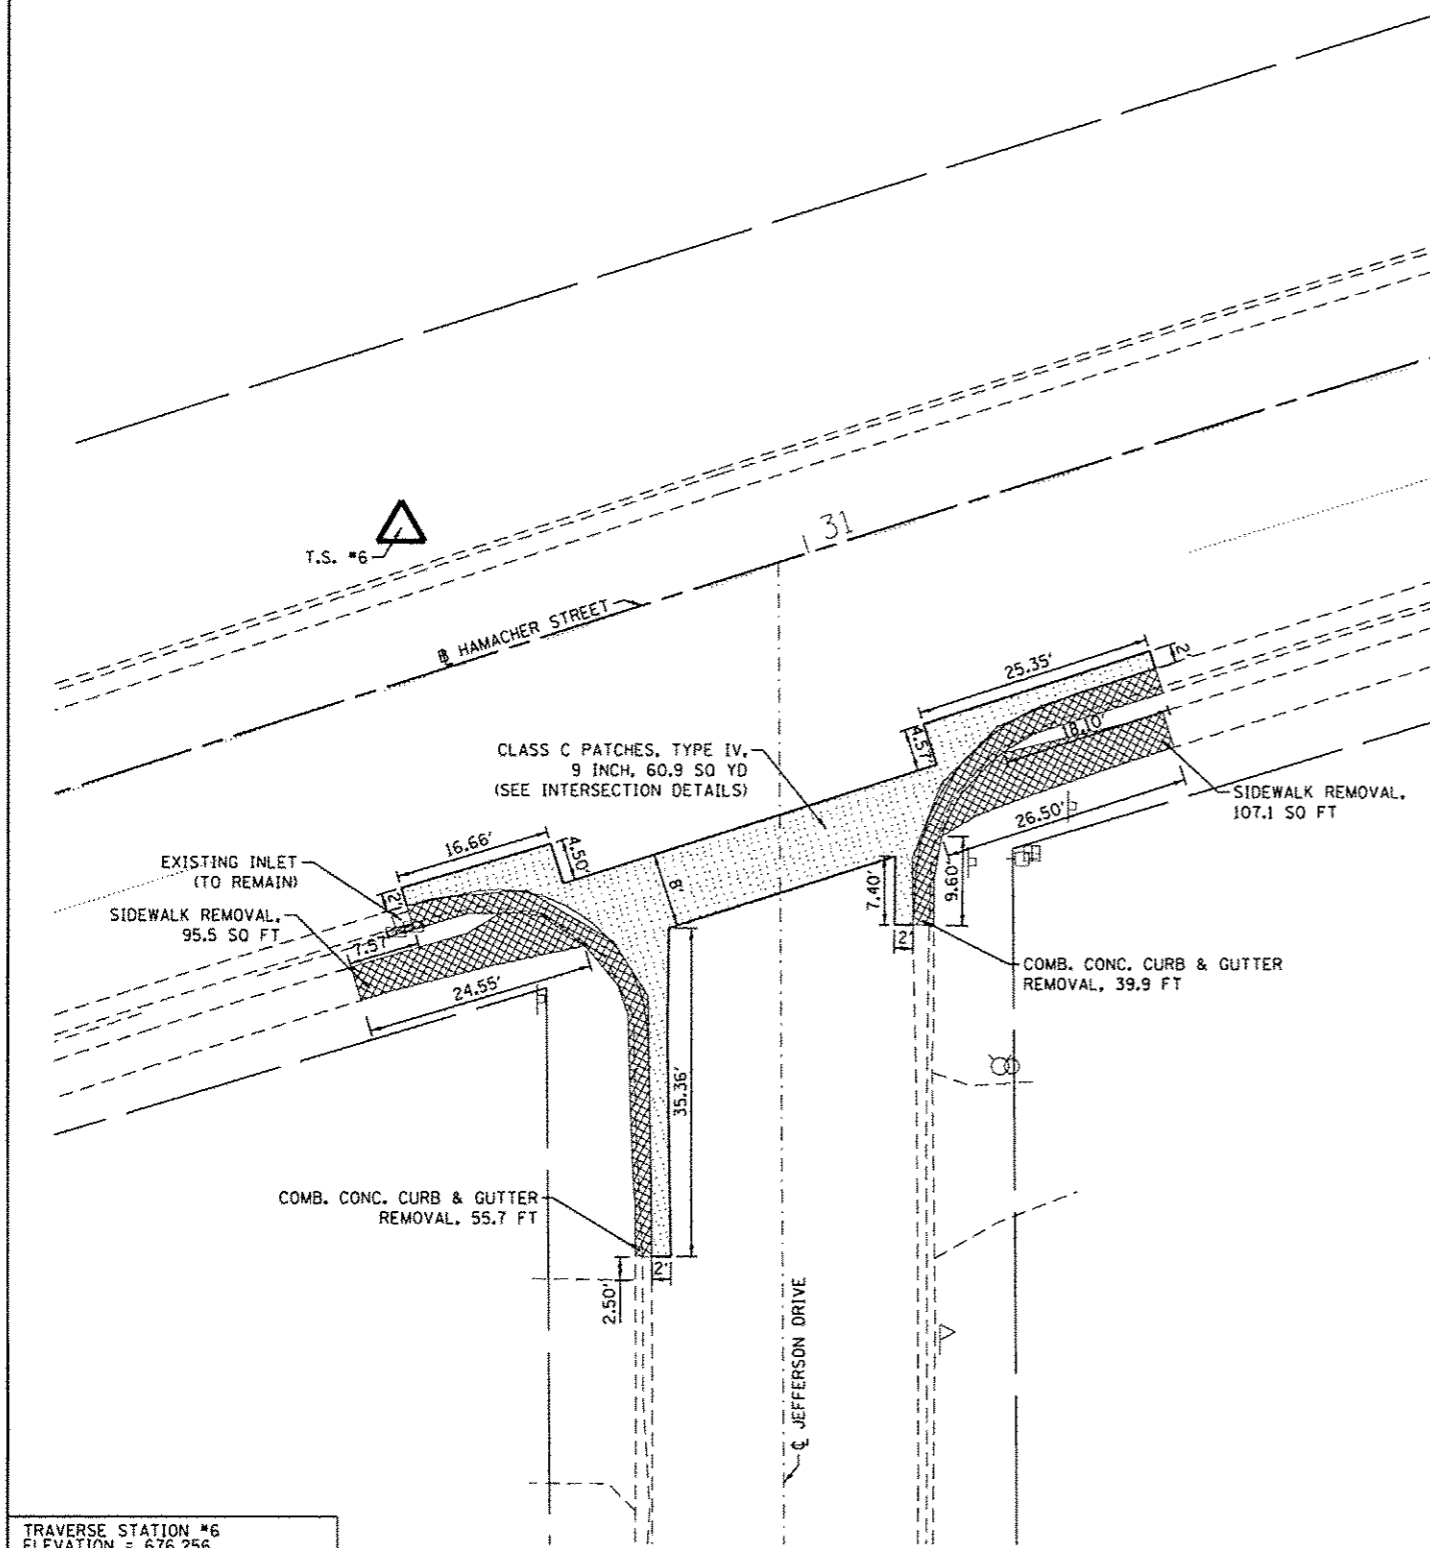 T.S. #6
31
℄ HAMACHER STREET
25.35'
2'
4.57'
18.10'
CLASS C PATCHES, TYPE IV,
9 INCH, 60.9 SQ YD
(SEE INTERSECTION DETAILS)
SIDEWALK REMOVAL,
107.1 SQ FT
26.50'
16.66'
4.50'
EXISTING INLET
(TO REMAIN)
2'
8'
7.40'
9.60'
SIDEWALK REMOVAL,
95.5 SQ FT
7.57'
24.55'
2'
COMB. CONC. CURB & GUTTER
REMOVAL, 39.9 FT
35.36'
COMB. CONC. CURB & GUTTER
REMOVAL, 55.7 FT
2.50'
2'
℄ JEFFERSON DRIVE
TRAVERSE STATION #6
ELEVATION = 676.256